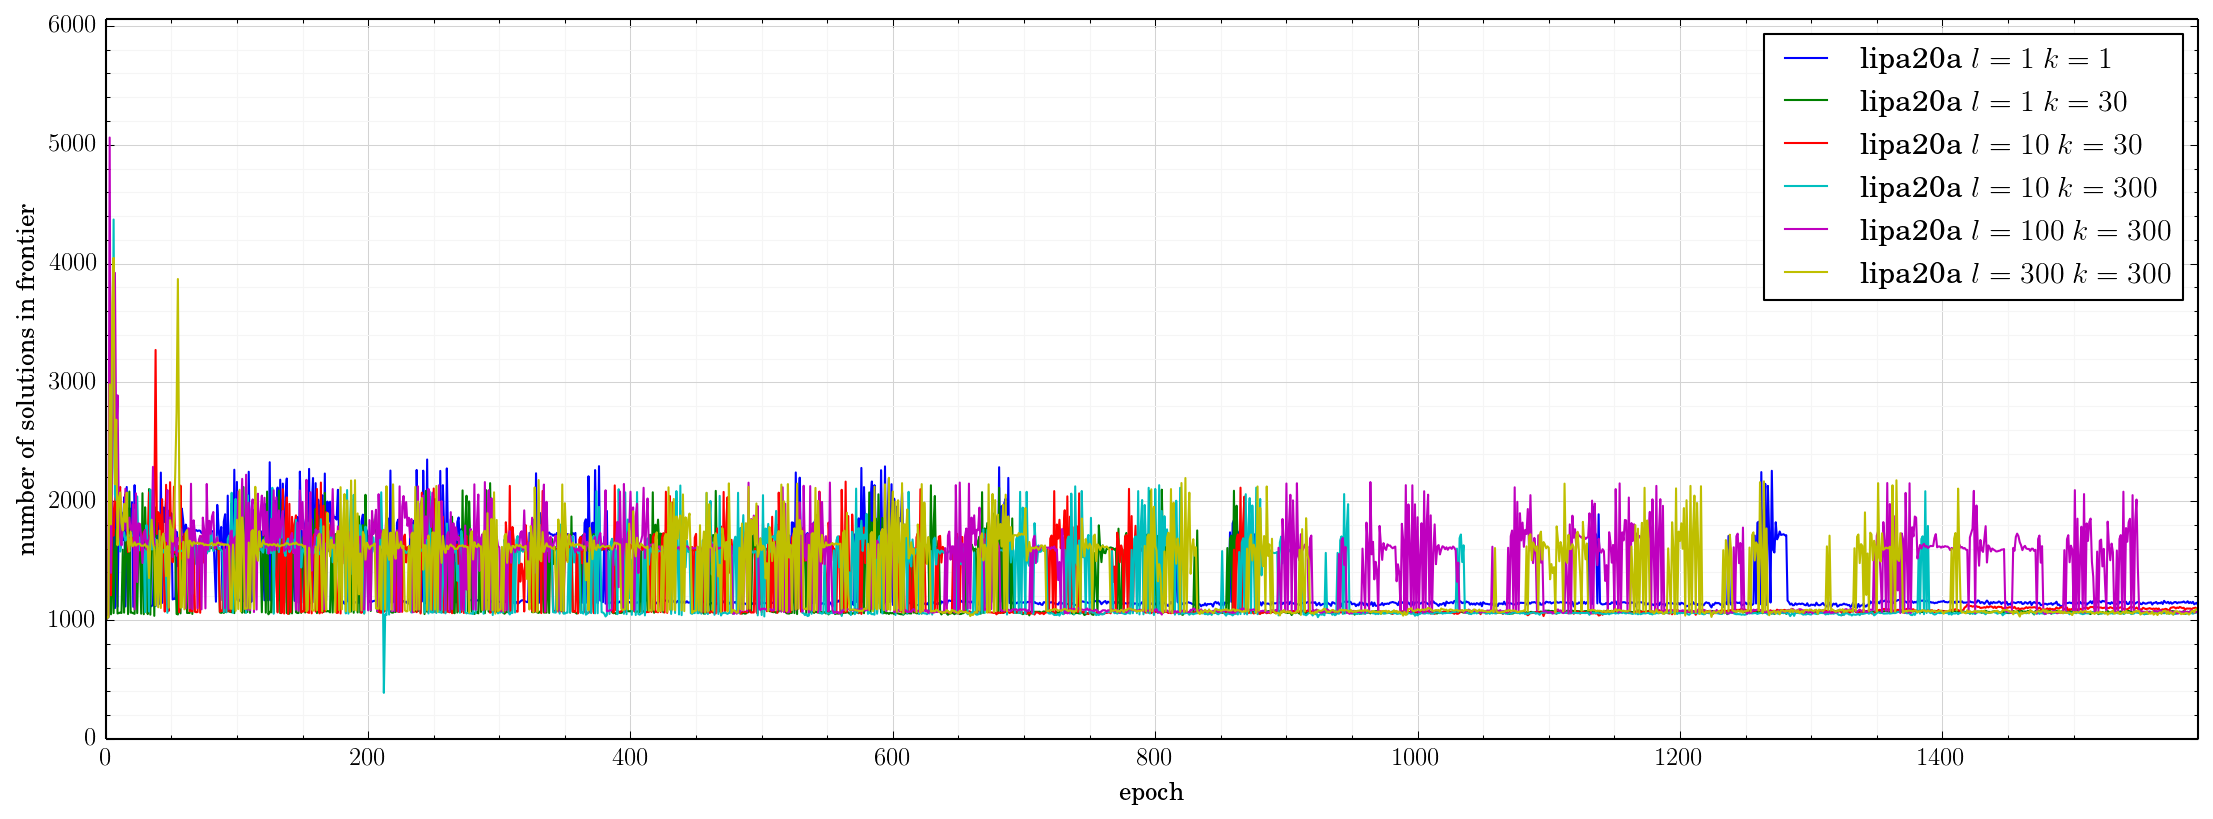 6000
5000
4000
3000
2000
1000
0
number of solutions in frontier
lipa20a l = 1 k = 1
lipa20a l = 1 k = 30
lipa20a l = 10 k = 30
lipa20a l = 10 k = 300
lipa20a l = 100 k = 300
lipa20a l = 300 k = 300
0 200 400 600 800 1000 1200 1400
epoch